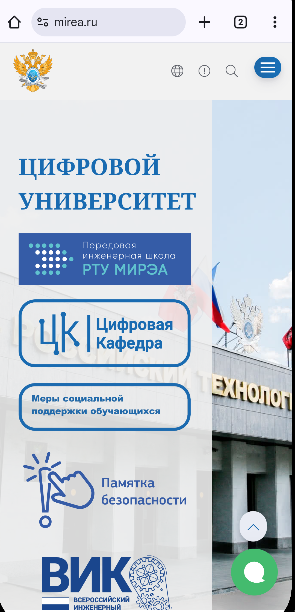 mirea.ru
2
ЦИФРОВОЙ
УНИВЕРСИТЕТ
Передовая
инженерная школа
РТУ МИРЭА
ЦК Цифровая
Кафедра
Меры социальной
поддержки обучающихся
ТЕХНОЛОГ
Памятка
безопасности
ВИК
ВСЕРОССИЙСКИЙ
ИНЖЕНЕРНЫЙ